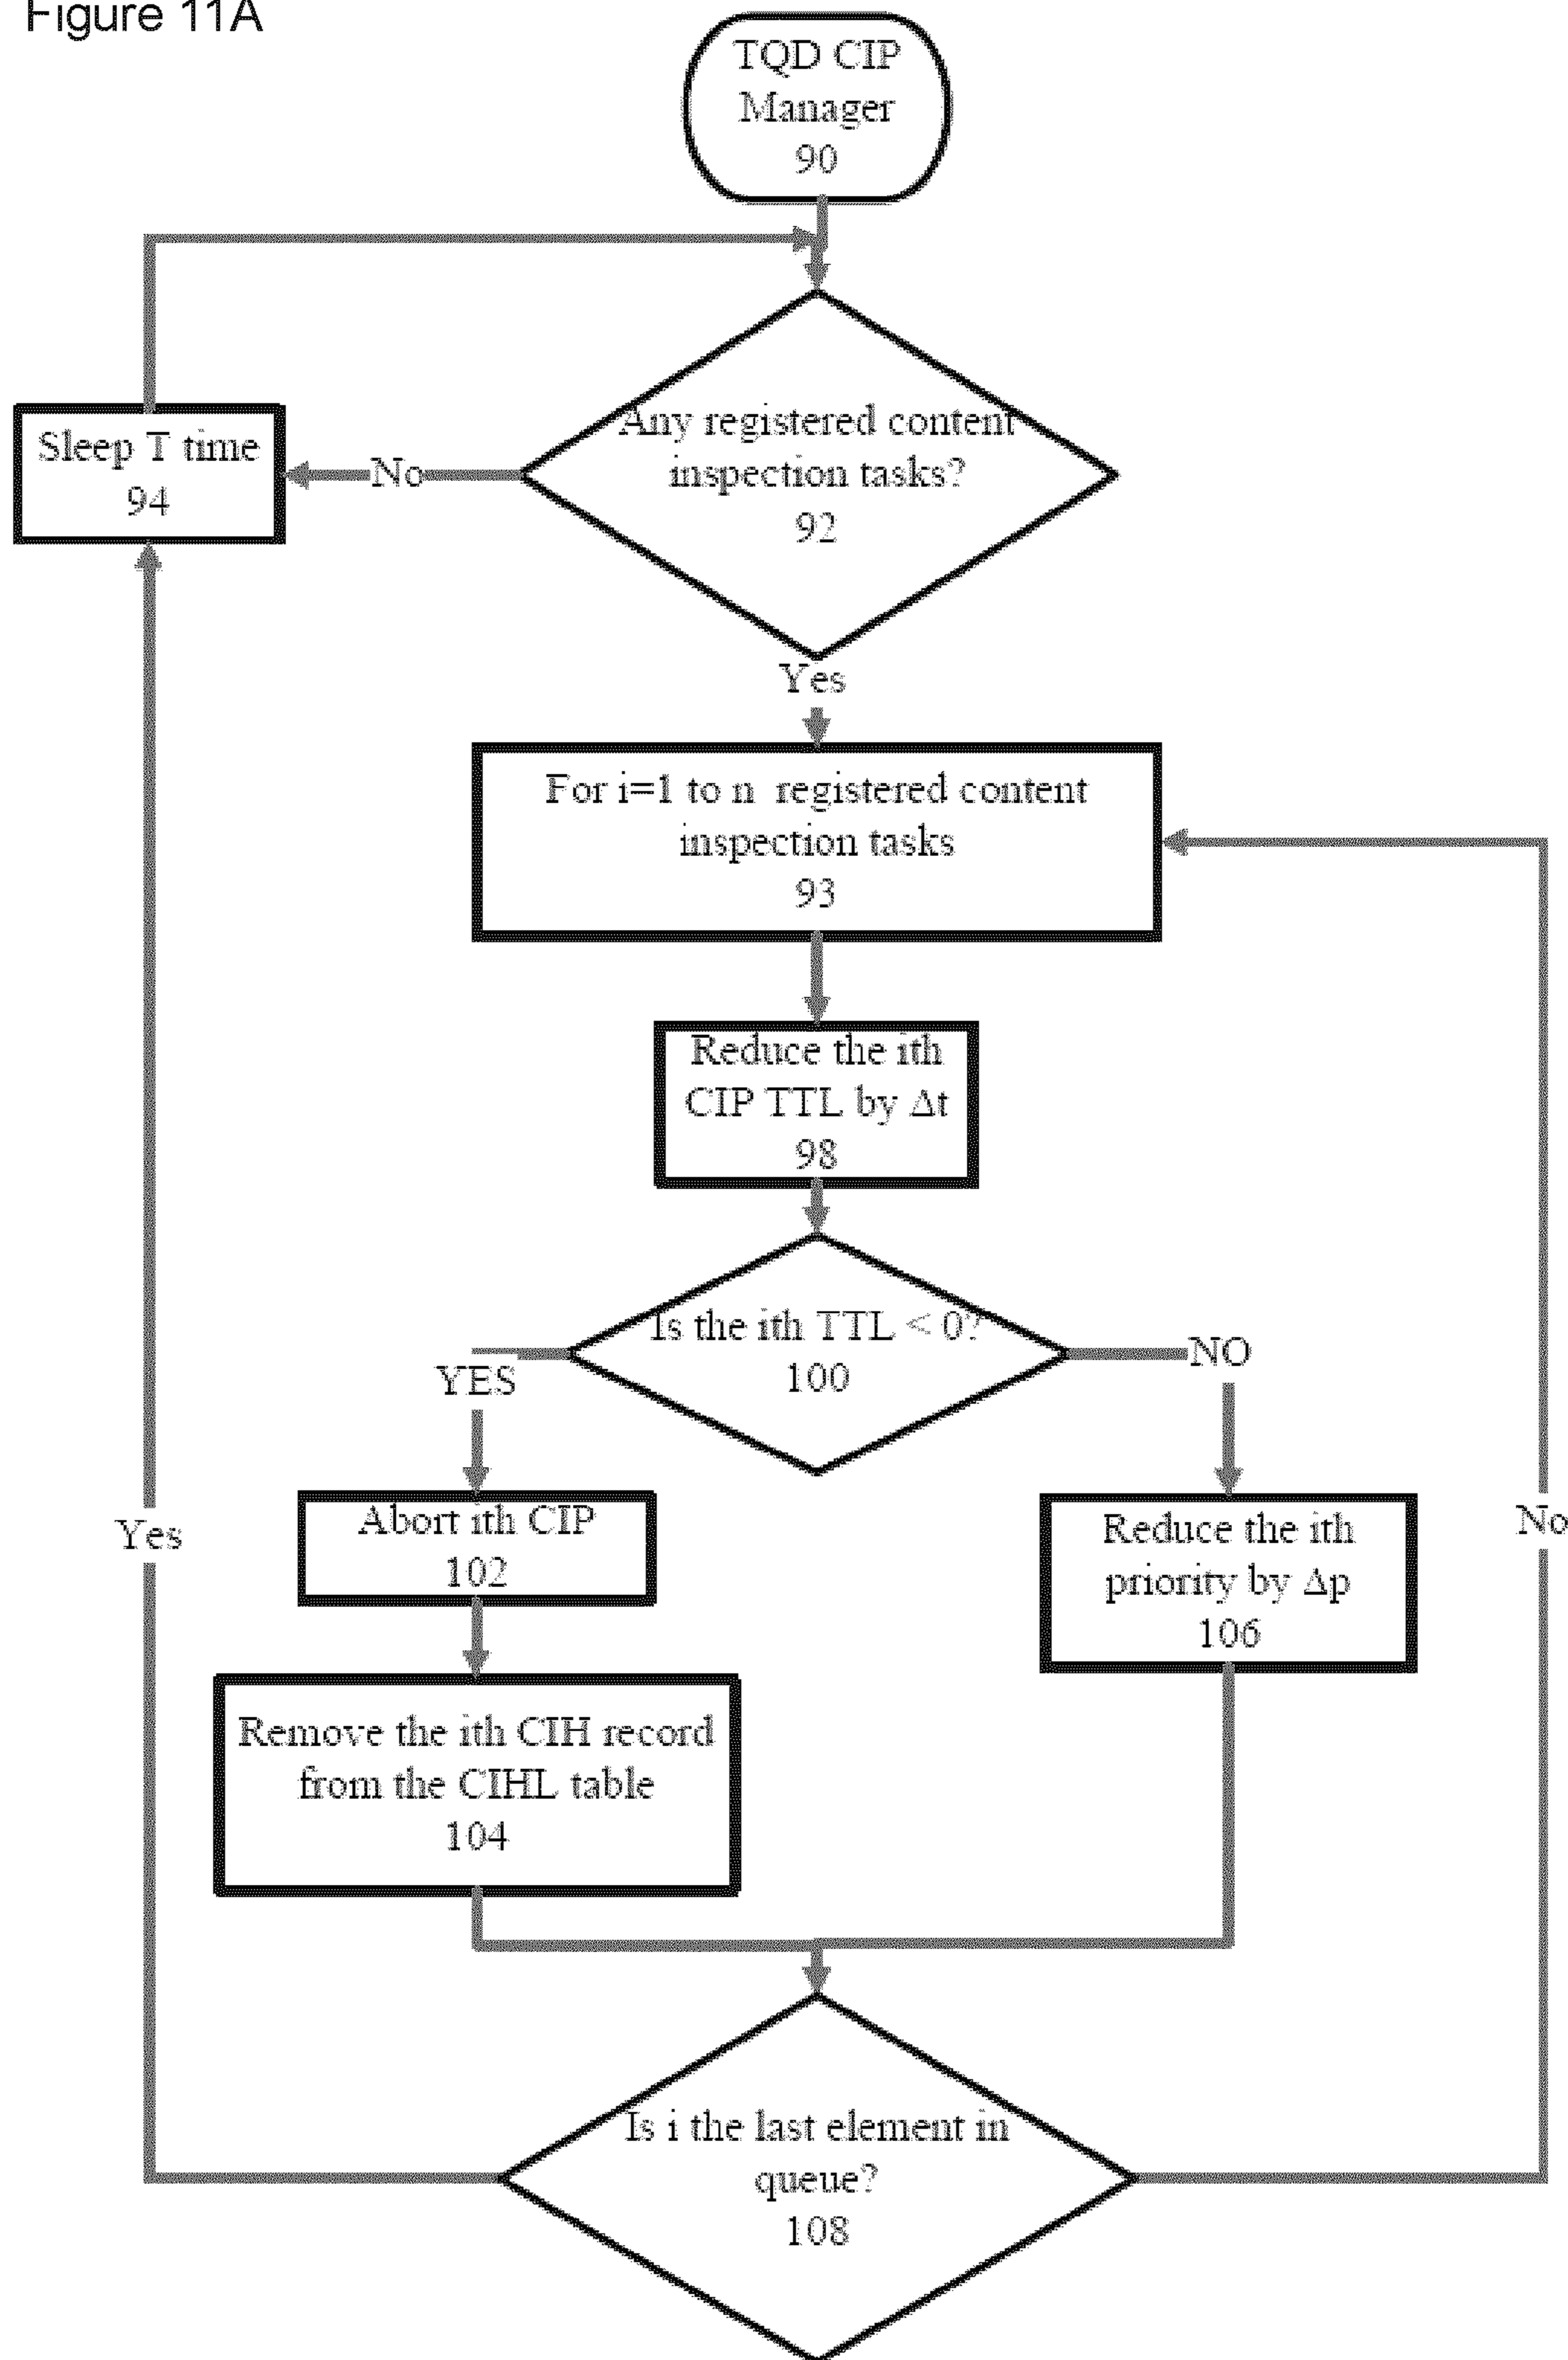 Figure 11A
TQD CIP
Manager
90
Any registered content
inspection tasks?
92
No
Sleep T time
94
Yes
For i=1 to n registered content
inspection tasks
93
Reduce the ith
CIP TTL by Δt
98
Is the ith TTL < 0?
100
YES
NO
Abort ith CIP
102
Reduce the ith
priority by Δp
106
Yes
No
Remove the ith CIH record
from the CIHL table
104
Is i the last element in
queue?
108